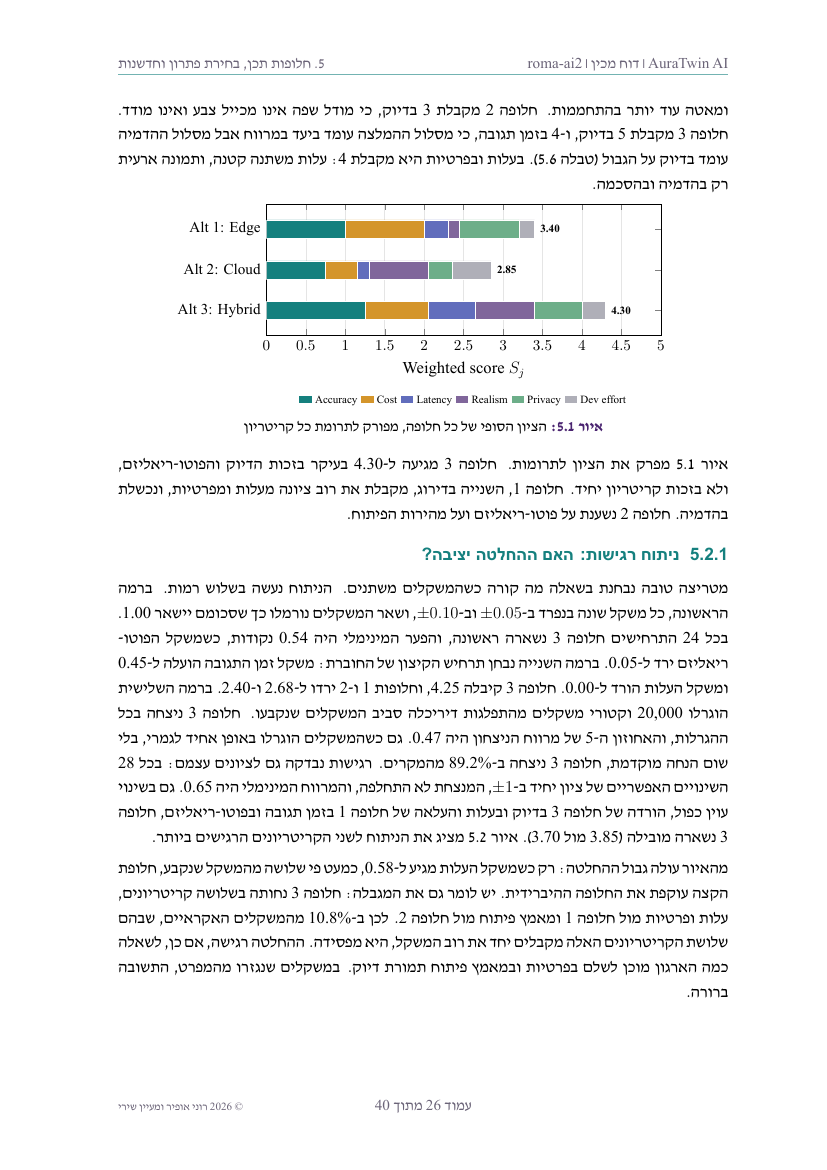 AuraTwin AI | דוח מכין | roma-ai2
5. חלופות תכן, בחירת פתרון וחדשנות
ומאטה עוד יותר בהתחממות. חלופה 2 מקבלת 3 בדיוק, כי מודל שפה אינו מכייל צבע ואינו מודד.
חלופה 3 מקבלת 5 בדיוק, ו-4 בזמן תגובה, כי מסלול ההמלצה עומד ביעד במרווח אבל מסלול ההדמיה
עומד בדיוק על הגבול (טבלה 5.6). בעלות ובפרטיות היא מקבלת 4: עלות משתנה קטנה, ותמונה ארעית
רק בהדמיה ובהסכמה.
Alt 1: Edge 3.40
Alt 2: Cloud 2.85
Alt 3: Hybrid 4.30
0 0.5 1 1.5 2 2.5 3 3.5 4 4.5 5
Weighted score Sj
Accuracy Cost Latency Realism Privacy Dev effort
איור 5.1: הציון הסופי של כל חלופה, מפורק לתרומת כל קריטריון
איור 5.1 מפרק את הציון לתרומות. חלופה 3 מגיעה ל-4.30 בעיקר בזכות הדיוק והפוטו-ריאליזם,
ולא בזכות קריטריון יחיד. חלופה 1, השנייה בדירוג, מקבלת את רוב ציונה מעלות ומפרטיות, ונכשלת
בהדמיה. חלופה 2 נשענת על פוטו-ריאליזם ועל מהירות הפיתוח.
5.2.1 ניתוח רגישות: האם ההחלטה יציבה?
מטריצה טובה נבחנת בשאלה מה קורה כשהמשקלים משתנים. הניתוח נעשה בשלוש רמות. ברמה
הראשונה, כל משקל שונה בנפרד ב-±0.05 וב-±0.10, ושאר המשקלים נורמלו כך שסכומם יישאר 1.00.
בכל 24 התרחישים חלופה 3 נשארה ראשונה, והפער המינימלי היה 0.54 נקודות, כשמשקל הפוטו-
ריאליזם ירד ל-0.05. ברמה השנייה נבחן תרחיש הקיצון של החוברת: משקל זמן התגובה הועלה ל-0.45
ומשקל העלות הורד ל-0.00. חלופה 3 קיבלה 4.25, וחלופות 1 ו-2 ירדו ל-2.68 ו-2.40. ברמה השלישית
הוגרלו 20,000 וקטורי משקלים מהתפלגות דיריכלה סביב המשקלים שנקבעו. חלופה 3 ניצחה בכל
ההגרלות, והאחוזון ה-5 של מרווח הניצחון היה 0.47. גם כשהמשקלים הוגרלו באופן אחיד לגמרי, בלי
שום הנחה מוקדמת, חלופה 3 ניצחה ב-89.2% מהמקרים. רגישות נבדקה גם לציונים עצמם: בכל 28
השינויים האפשריים של ציון יחיד ב-±1, המנצחת לא התחלפה, והמרווח המינימלי היה 0.65. גם בשינוי
עוין כפול, הורדה של חלופה 3 בדיוק ובעלות והעלאה של חלופה 1 בזמן תגובה ובפוטו-ריאליזם, חלופה
3 נשארה מובילה (3.85 מול 3.70). איור 5.2 מציג את הניתוח לשני הקריטריונים הרגישים ביותר.
מהאיור עולה גבול ההחלטה: רק כשמשקל העלות מגיע ל-0.58, כמעט פי שלושה מהמשקל שנקבע, חלופת
הקצה עוקפת את החלופה ההיברידית. יש לומר גם את המגבלה: חלופה 3 נחותה בשלושה קריטריונים,
עלות ופרטיות מול חלופה 1 ומאמץ פיתוח מול חלופה 2. לכן ב-10.8% מהמשקלים האקראיים, שבהם
שלושת הקריטריונים האלה מקבלים יחד את רוב המשקל, היא מפסידה. ההחלטה רגישה, אם כן, לשאלה
כמה הארגון מוכן לשלם בפרטיות ובמאמץ פיתוח תמורת דיוק. במשקלים שנגזרו מהמפרט, התשובה
ברורה.
עמוד 26 מתוך 40
© 2026 רוני אופיר ומעיין שירי